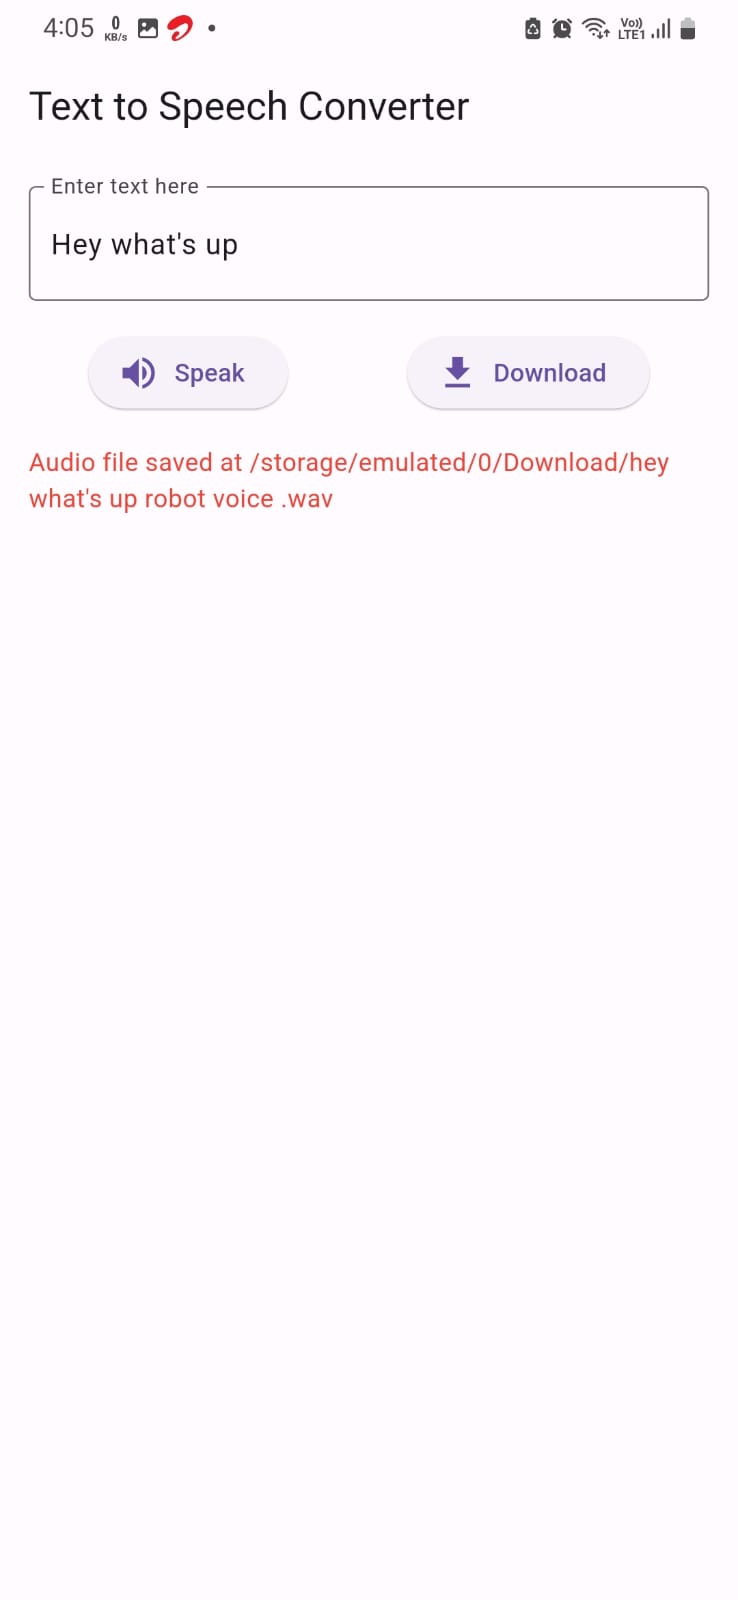 4:05 0 KB/s Vo)) LTE1
Text to Speech Converter
Enter text here
Hey what's up
Speak Download
Audio file saved at /storage/emulated/0/Download/hey
what's up robot voice .wav